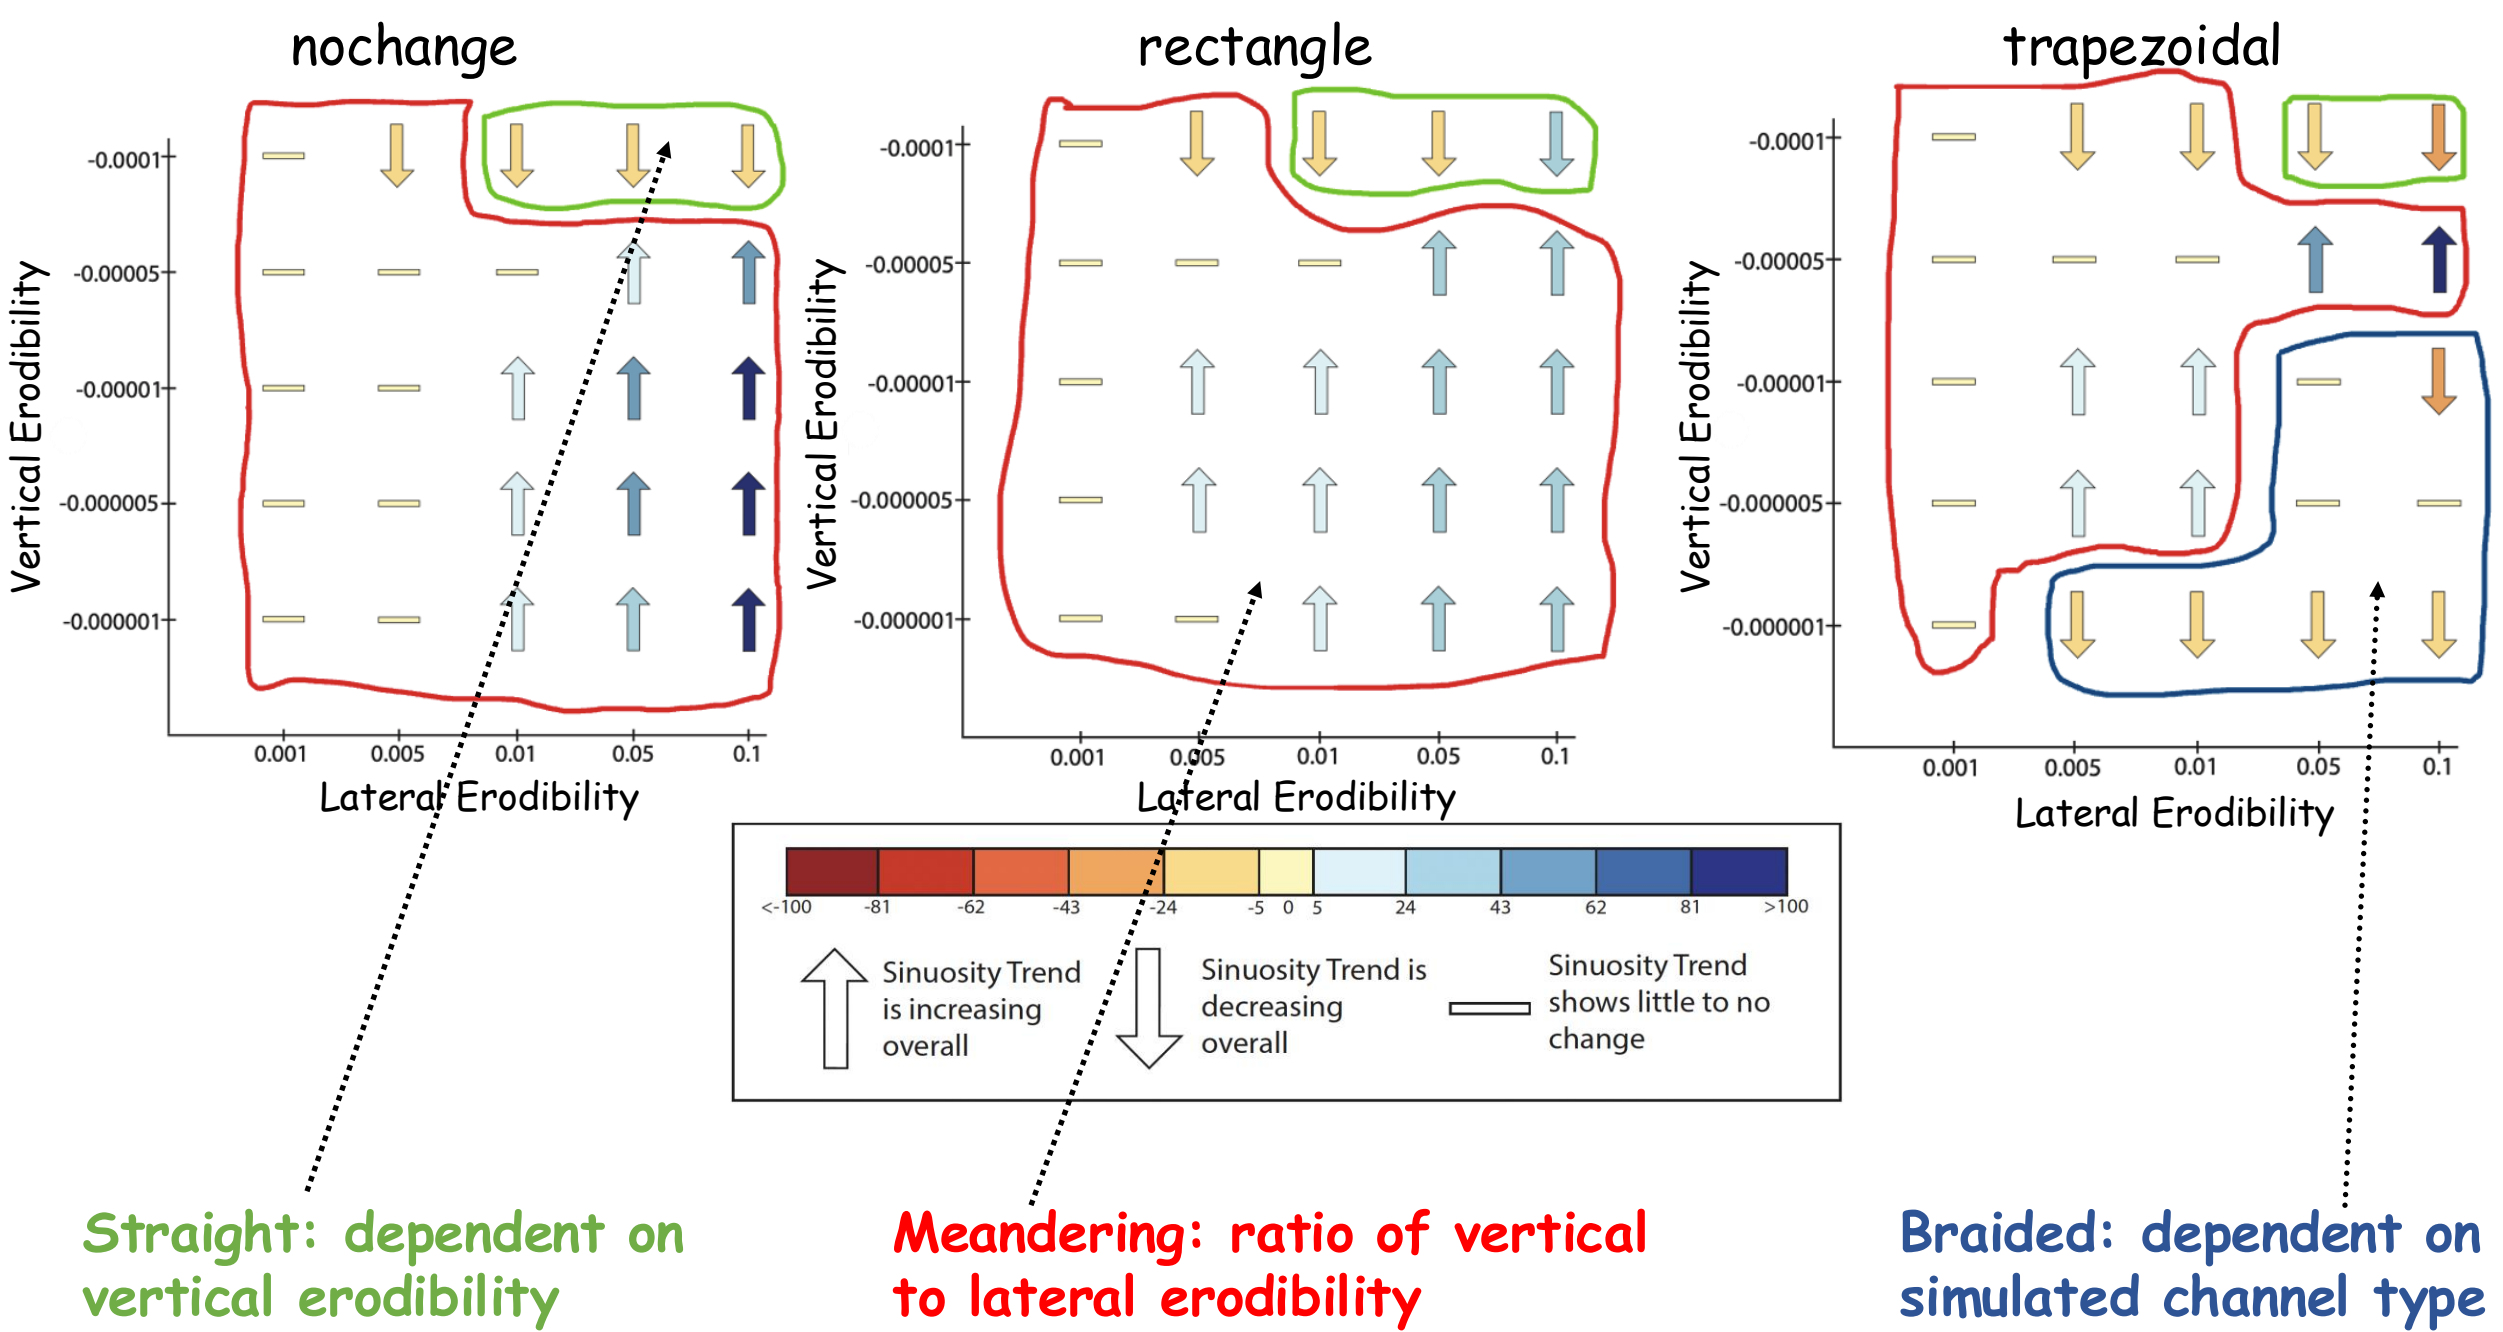 nochange
rectangle
trapezoidal
Vertical Erodibility
-0.0001
-0.00005
-0.00001
-0.000005
-0.000001
0.001 0.005 0.01 0.05 0.1
Lateral Erodibility
Vertical Erodibility
-0.0001
-0.00005
-0.00001
-0.000005
-0.000001
0.001 0.005 0.01 0.05 0.1
Lateral Erodibility
Vertical Erodibility
-0.0001
-0.00005
-0.00001
-0.000005
-0.000001
0.001 0.005 0.01 0.05 0.1
Lateral Erodibility
<-100 -81 -62 -43 -24 -5 0 5 24 43 62 81 >100
Sinuosity Trend
is increasing
overall
Sinuosity Trend is
decreasing
overall
Sinuosity Trend
shows little to no
change
Straight: dependent on
vertical erodibility
Meandering: ratio of vertical
to lateral erodibility
Braided: dependent on
simulated channel type